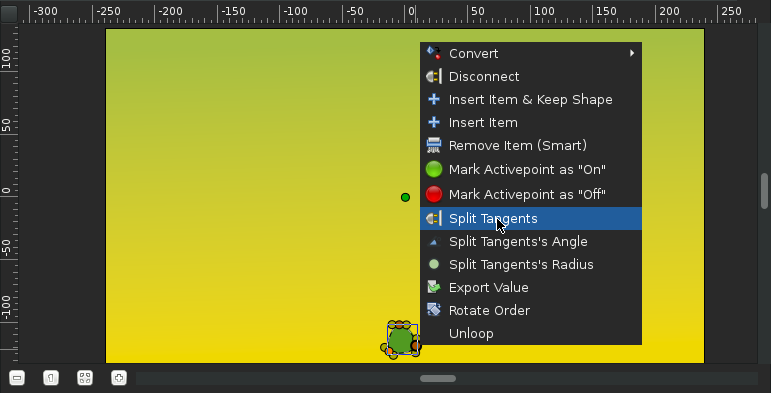 -300 -200 -150 -100 -50 0 50 100 150 200 250
100
50
0
-50
-100
Convert
Disconnect
Insert Item & Keep Shape
Insert Item
Remove Item (Smart)
Mark Activepoint as "On"
Mark Activepoint as "Off"
Split Tangents
Split Tangents's Angle
Split Tangents's Radius
Export Value
Rotate Order
Unloop